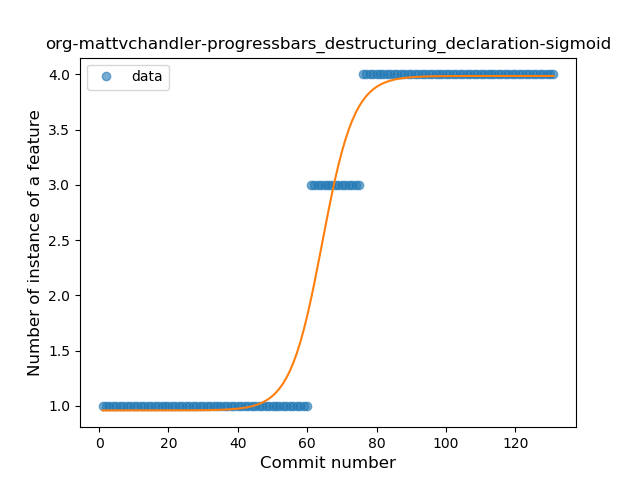 org-mattvchandler-progressbars_destructuring_declaration-sigmoid
data
Number of instance of a feature
4.0
3.5
3.0
2.5
2.0
1.5
1.0
0 20 40 60 80 100 120
Commit number